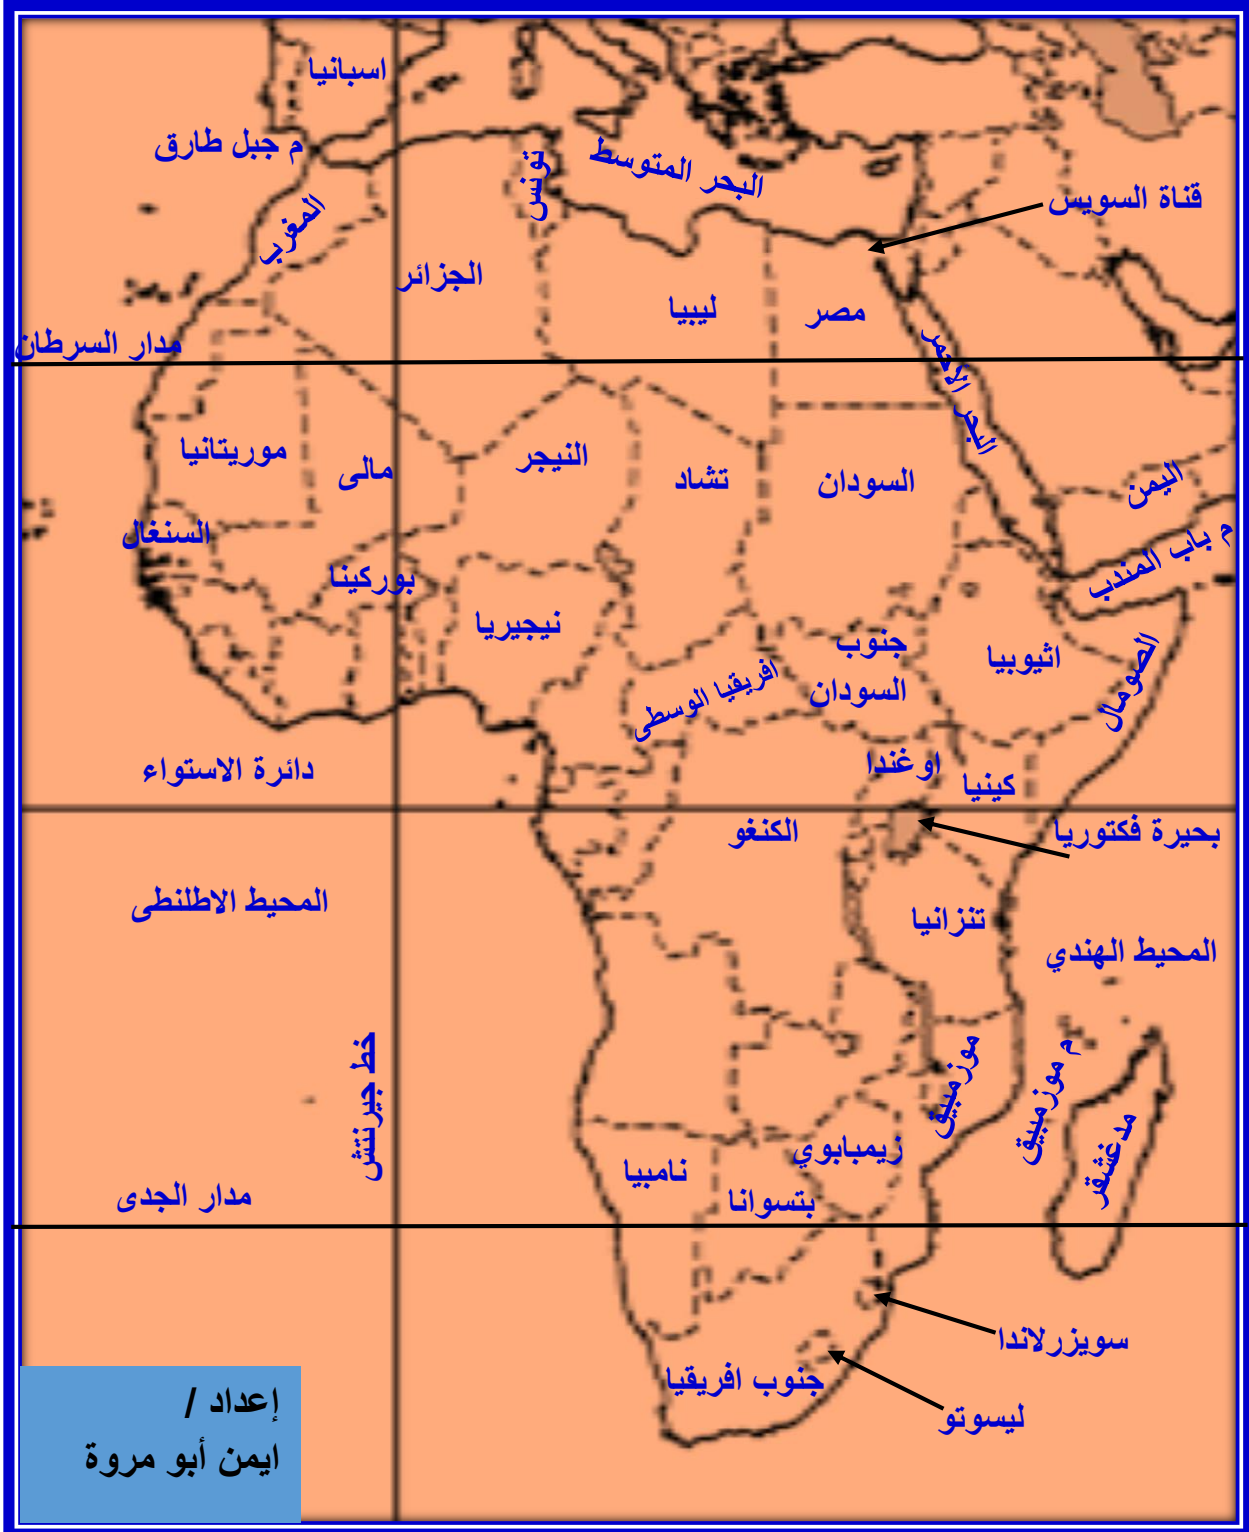 اسبانيا
م جبل طارق
البحر المتوسط
تونس
قناة السويس
المغرب
الجزائر
ليبيا
مصر
مدار السرطان
البحر الاحمر
موريتانيا
مالى
النيجر
تشاد
السودان
اليمن
السنغال
م باب المندب
بوركينا
نيجيريا
جنوب
السودان
اثيوبيا
الصومال
افريقيا الوسطى
دائرة الاستواء
اوغندا
كينيا
الكنغو
بحيرة فكتوريا
المحيط الاطلنطى
تنزانيا
المحيط الهندي
خط جيرنتش
موزمبيق
م موزمبيق
مدغشقر
زيمبابوي
نامبيا
بتسوانا
مدار الجدى
سويزرلاندا
جنوب افريقيا
ليسوتو
إعداد /
ايمن أبو مروة